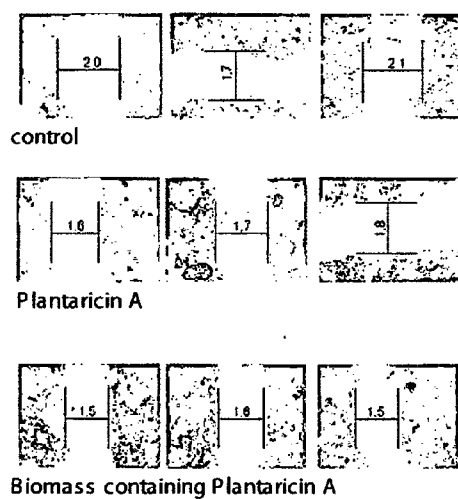 2.0 1.7 2.1
control
1.6 1.7 1.8
Plantaricin A
1.5 1.6 1.5
Biomass containing Plantaricin A